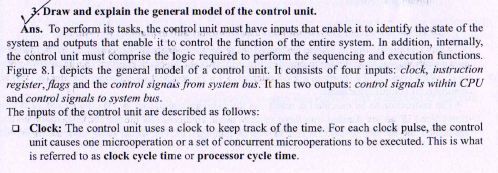 3. Draw and explain the general model of the control unit.
Ans. To perform its tasks, the control unit must have inputs that enable it to identify the state of the
system and outputs that enable it to control the function of the entire system. In addition, internally,
the control unit must comprise the logic required to perform the sequencing and execution functions.
Figure 8.1 depicts the general model of a control unit. It consists of four inputs: clock, instruction
register, flags and the control signals from system bus. It has two outputs: control signals within CPU
and control signals to system bus.
The inputs of the control unit are described as follows:
❑ Clock: The control unit uses a clock to keep track of the time. For each clock pulse, the control
unit causes one microoperation or a set of concurrent microoperations to be executed. This is what
is referred to as clock cycle time or processor cycle time.